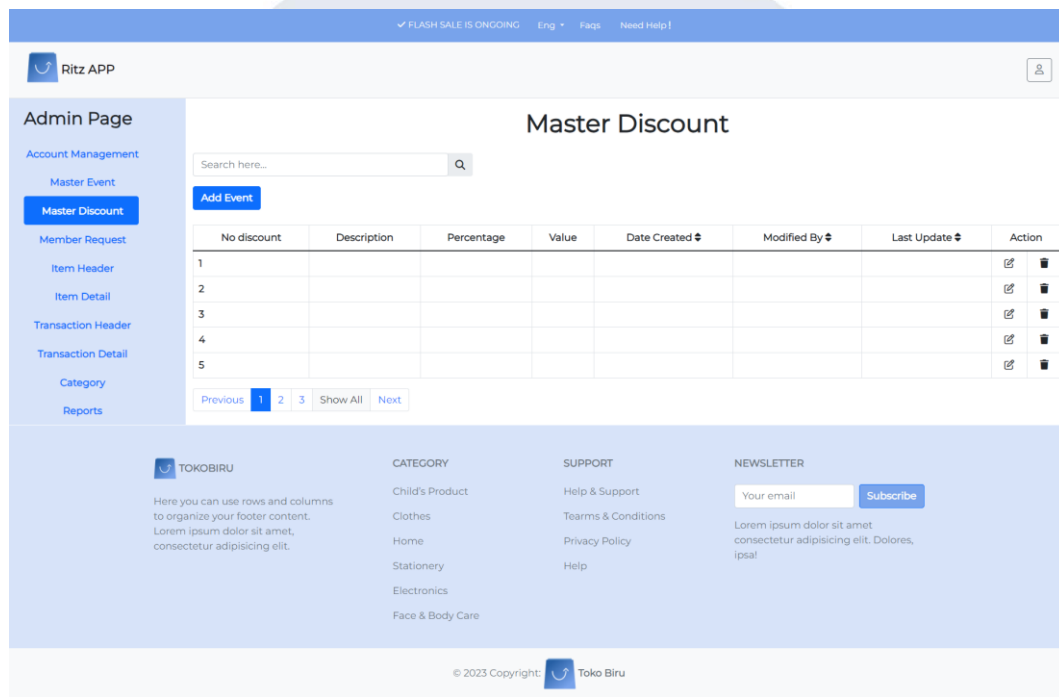 FLASH SALE IS ONGOING Eng Faqs Need Help!
Ritz APP
Admin Page
Account Management
Master Event
Master Discount
Member Request
Item Header
Item Detail
Transaction Header
Transaction Detail
Category
Reports
Master Discount
Search here...
Add Event
No discount Description Percentage Value Date Created Modified By Last Update Action
1
2
3
4
5
Previous 1 2 3 Show All Next
TOKOBIRU
Here you can use rows and columns
to organize your footer content.
Lorem ipsum dolor sit amet,
consectetur adipisicing elit.
CATEGORY
Child's Product
Clothes
Home
Stationery
Electronics
Face & Body Care
SUPPORT
Help & Support
Tearms & Conditions
Privacy Policy
Help
NEWSLETTER
Your email Subscribe
Lorem ipsum dolor sit amet
consectetur adipisicing elit. Dolores,
ipsa!
© 2023 Copyright: Toko Biru